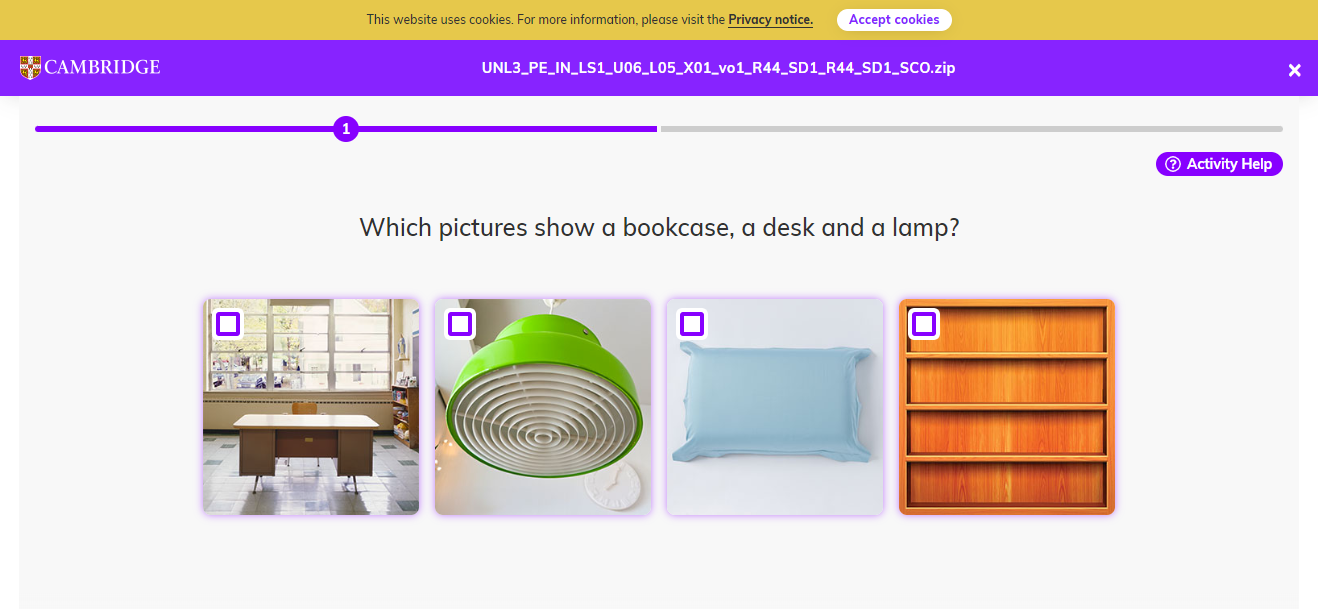 This website uses cookies. For more information, please visit the Privacy notice. Accept cookies
CAMBRIDGE
UNL3_PE_IN_LS1_U06_L05_X01_vo1_R44_SD1_R44_SD1_SCO.zip
1
Activity Help
Which pictures show a bookcase, a desk and a lamp?